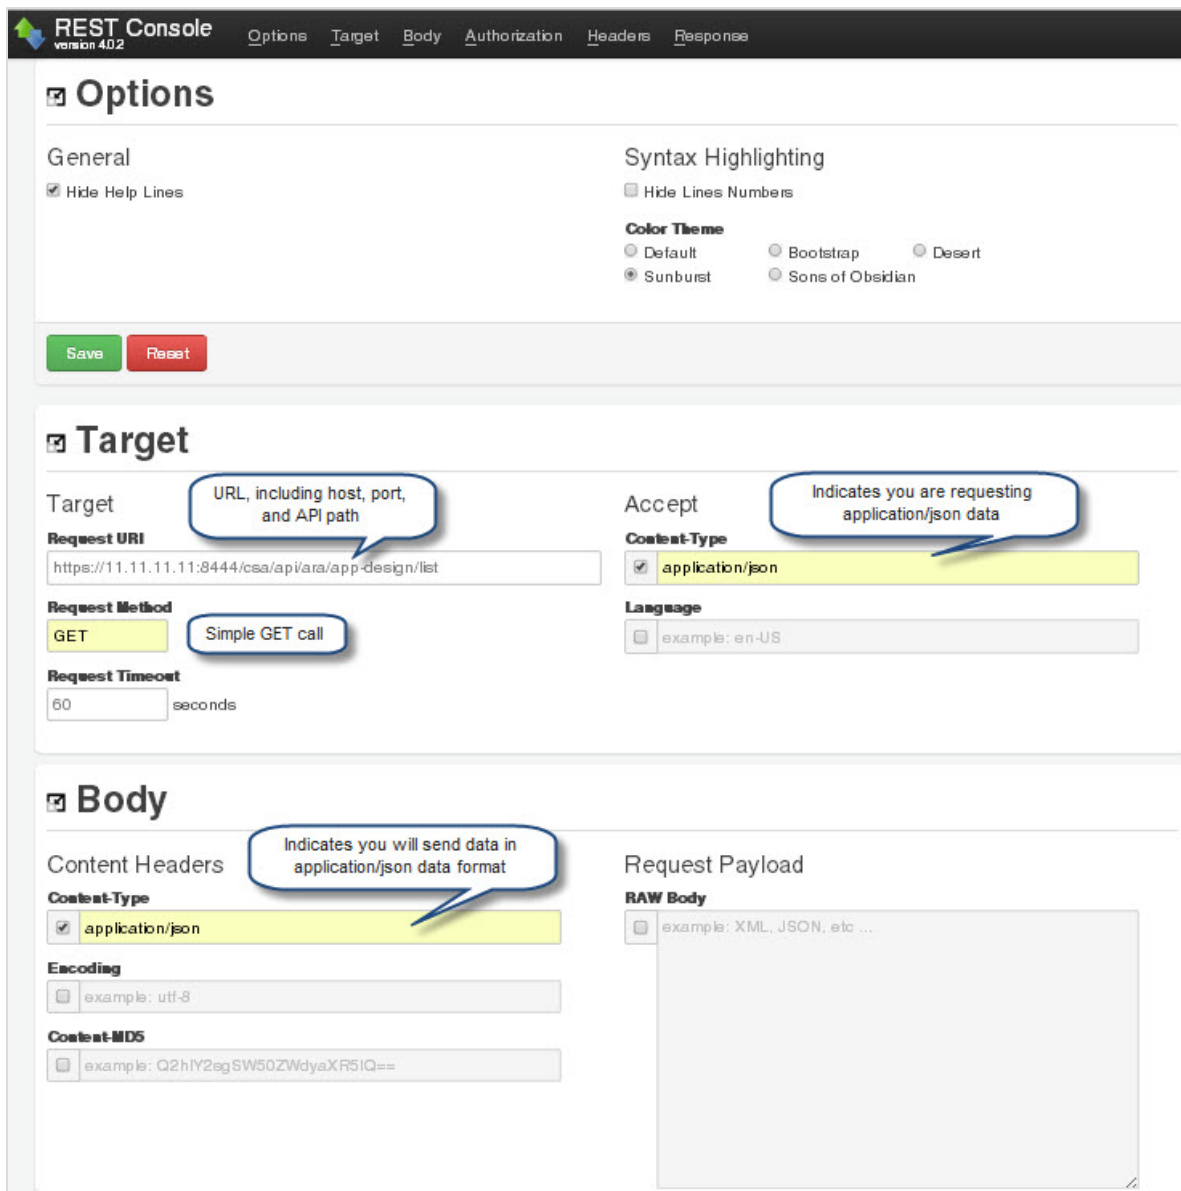 REST Console
version 4.0.2
Options Target Body Authorization Headers Response
Options
General
Hide Help Lines
Syntax Highlighting
Hide Lines Numbers
Color Theme
Default Bootstrap Desert
Sunburst Sons of Obsidian
Save Reset
Target
Target
URL, including host, port,
and API path
Request URI
https://11.11.11.11:8444/csa/api/ara/app-design/list
Request Method
GET
Simple GET call
Request Timeout
60 seconds
Accept
Indicates you are requesting
application/json data
Content-Type
application/json
Language
example: en-US
Body
Content Headers
Indicates you will send data in
application/json data format
Content-Type
application/json
Encoding
example: utf-8
Content-MD5
example: Q2hlY2sgSW50ZWdyaXR5IQ==
Request Payload
RAW Body
example: XML, JSON, etc ...